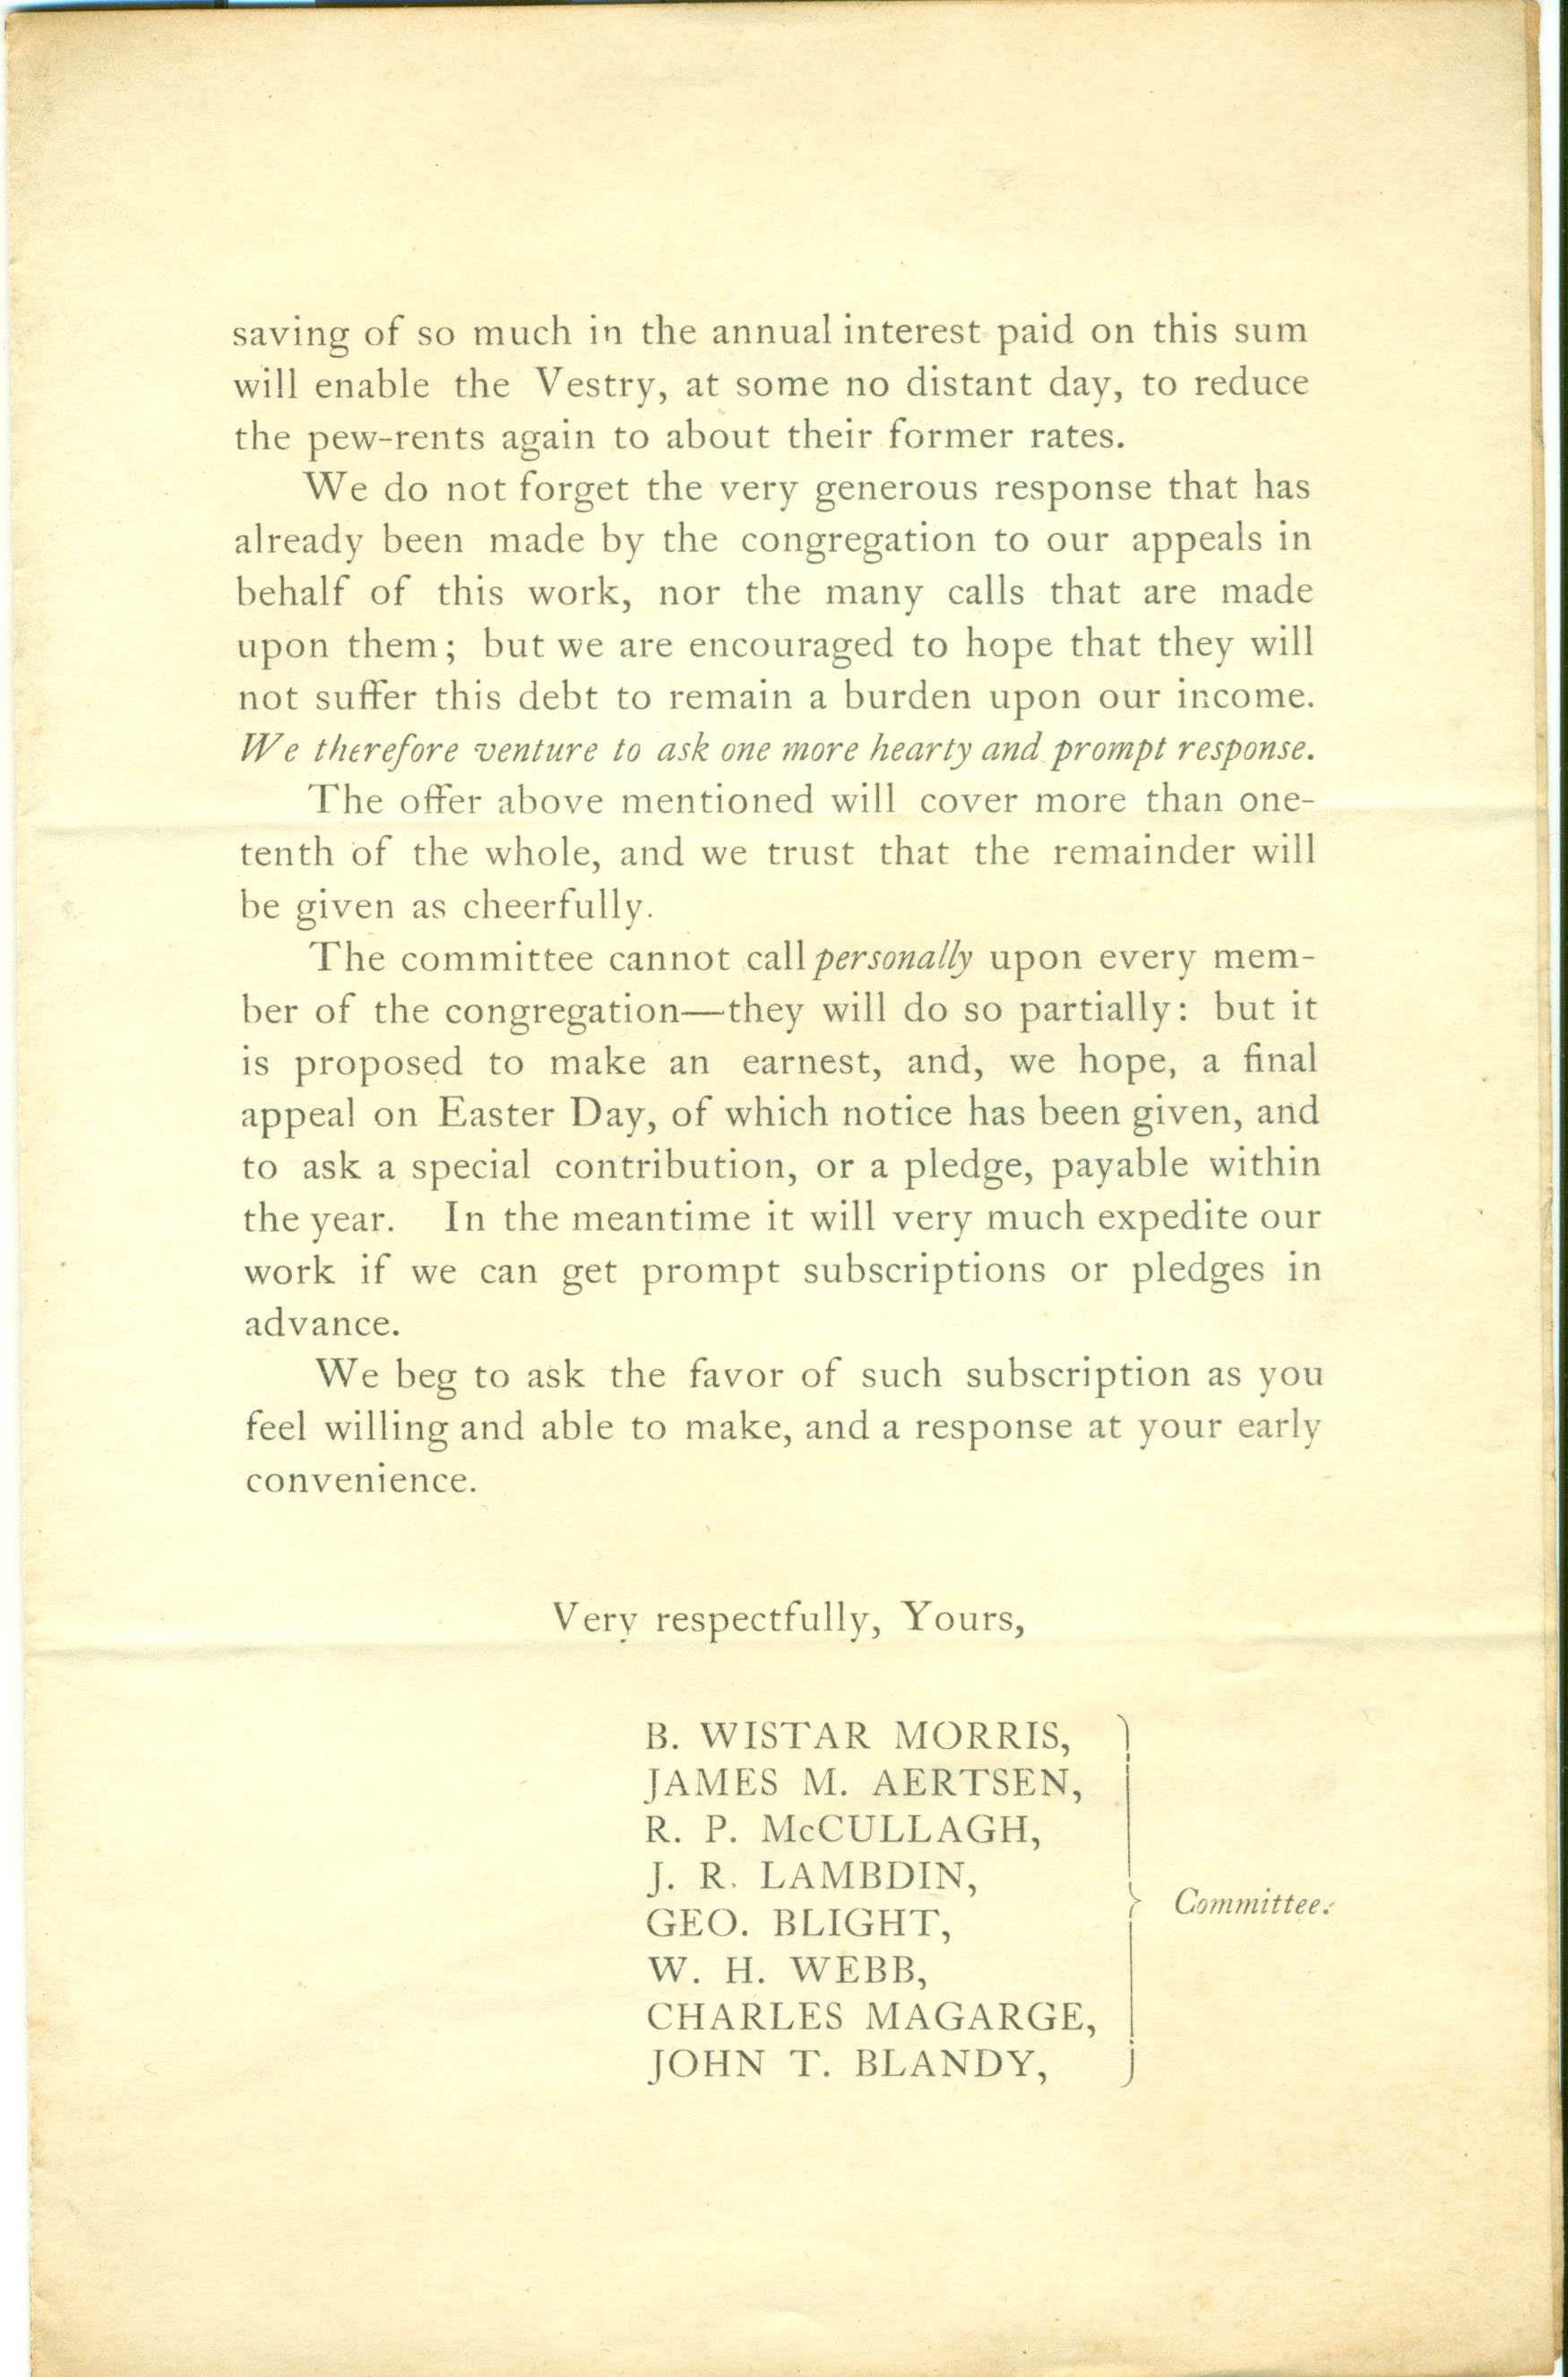 saving of so much in the annual interest paid on this sum
will enable the Vestry, at some no distant day, to reduce
the pew-rents again to about their former rates.
We do not forget the very generous response that has
already been made by the congregation to our appeals in
behalf of this work, nor the many calls that are made
upon them; but we are encouraged to hope that they will
not suffer this debt to remain a burden upon our income.
We therefore venture to ask one more hearty and prompt response.
The offer above mentioned will cover more than one-
tenth of the whole, and we trust that the remainder will
be given as cheerfully.
The committee cannot call personally upon every mem-
ber of the congregation—they will do so partially: but it
is proposed to make an earnest, and, we hope, a final
appeal on Easter Day, of which notice has been given, and
to ask a special contribution, or a pledge, payable within
the year. In the meantime it will very much expedite our
work if we can get prompt subscriptions or pledges in
advance.
We beg to ask the favor of such subscription as you
feel willing and able to make, and a response at your early
convenience.
Very respectfully, Yours,
B. WISTAR MORRIS,
JAMES M. AERTSEN,
R. P. McCULLAGH,
J. R. LAMBDIN,
GEO. BLIGHT,
W. H. WEBB,
CHARLES MAGARGE,
JOHN T. BLANDY,
Committee.